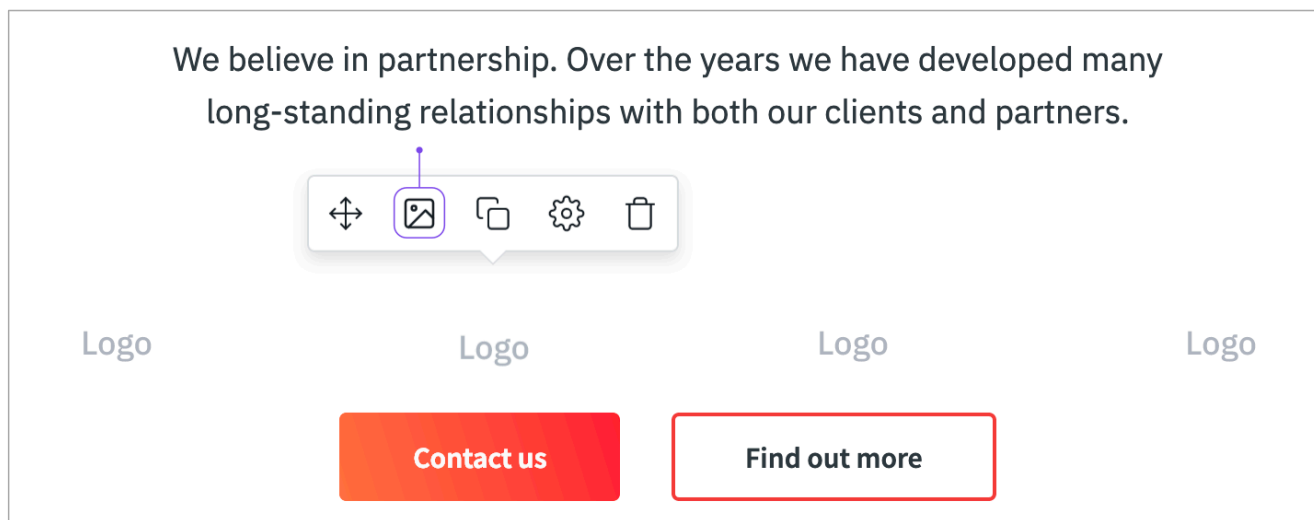 We believe in partnership. Over the years we have developed many
long-standing relationships with both our clients and partners.
Logo
Logo
Logo
Logo
Contact us
Find out more